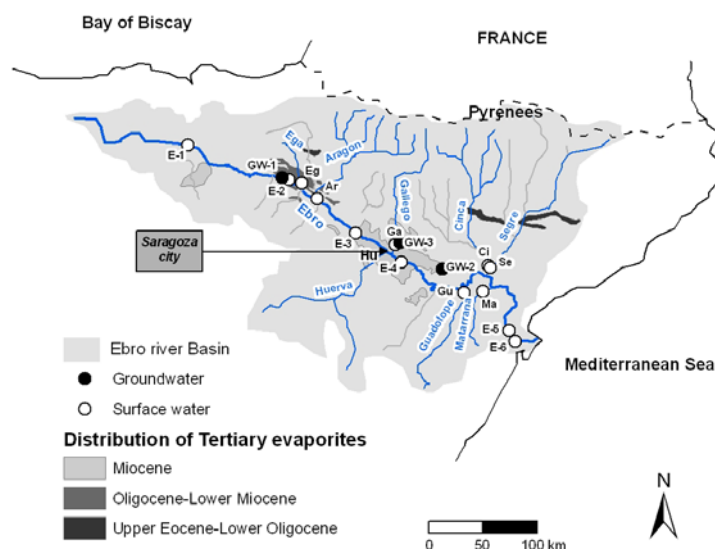 Bay of Biscay
FRANCE
Pyrenees
E-1
Ega
Aragon
GW-1
Eg
E-2
Ar
Ebro
Gallego
Cinca
Segre
E-3
Ga
GW-3
Saragoza
city
Hu
E-4
GW-2
Ci
Se
Huerva
Gu
Ma
Guadolope
Matarrana
E-5
E-6
Mediterranean Sea
Ebro river Basin
Groundwater
Surface water
Distribution of Tertiary evaporites
Miocene
Oligocene-Lower Miocene
Upper Eocene-Lower Oligocene
N
0 50 100 km